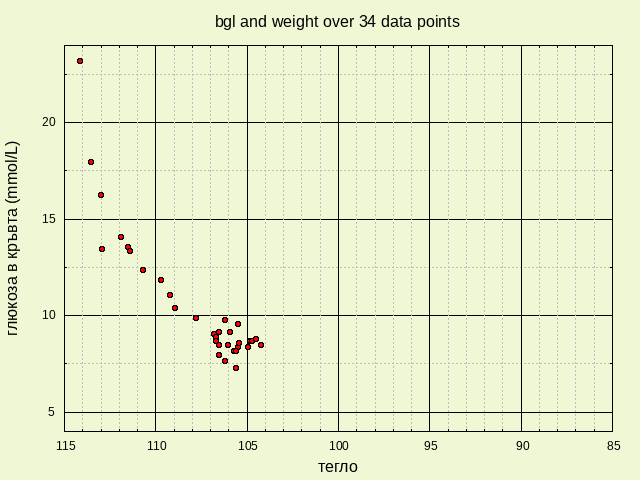 bgl and weight over 34 data points
глюкоза в кръвта (mmol/L)
20
15
10
5
115 110 105 100 95 90 85
тегло